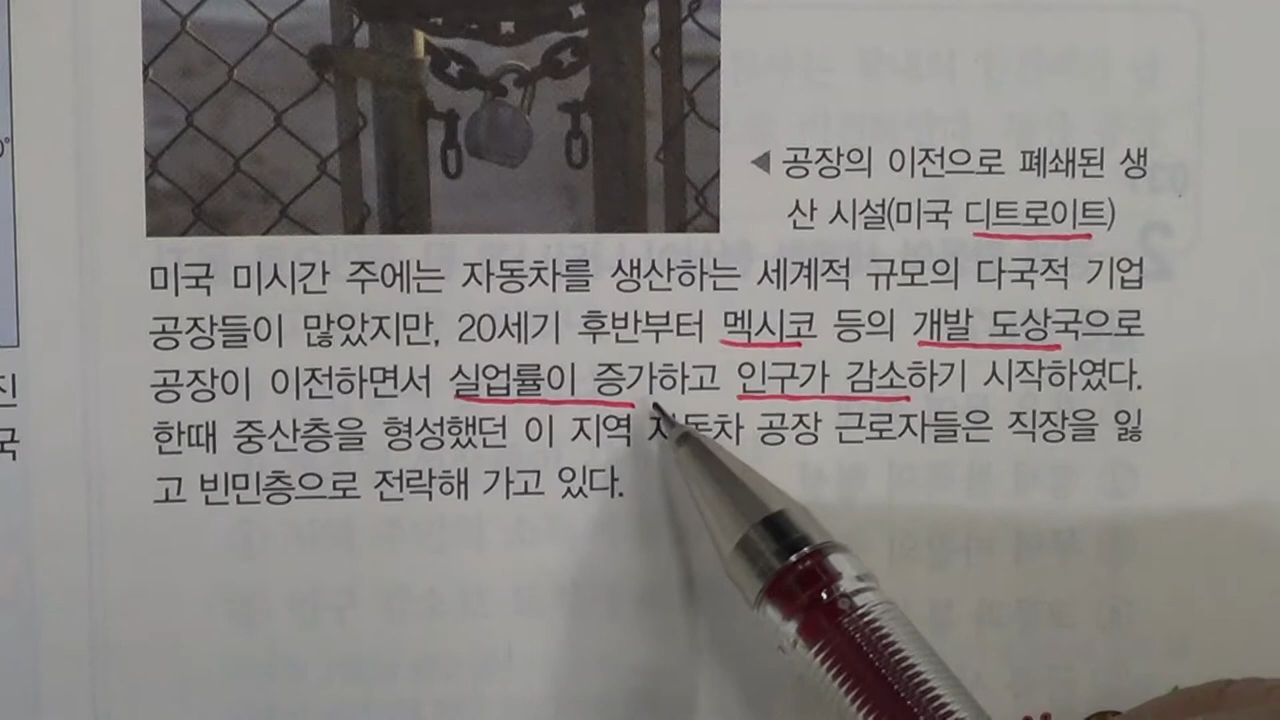 ◀ 공장의 이전으로 폐쇄된 생
산 시설(미국 디트로이트)
미국 미시간 주에는 자동차를 생산하는 세계적 규모의 다국적 기업
공장들이 많았지만, 20세기 후반부터 멕시코 등의 개발 도상국으로
공장이 이전하면서 실업률이 증가하고 인구가 감소하기 시작하였다.
한때 중산층을 형성했던 이 지역 자동차 공장 근로자들은 직장을 잃
고 빈민층으로 전락해 가고 있다.
진
국